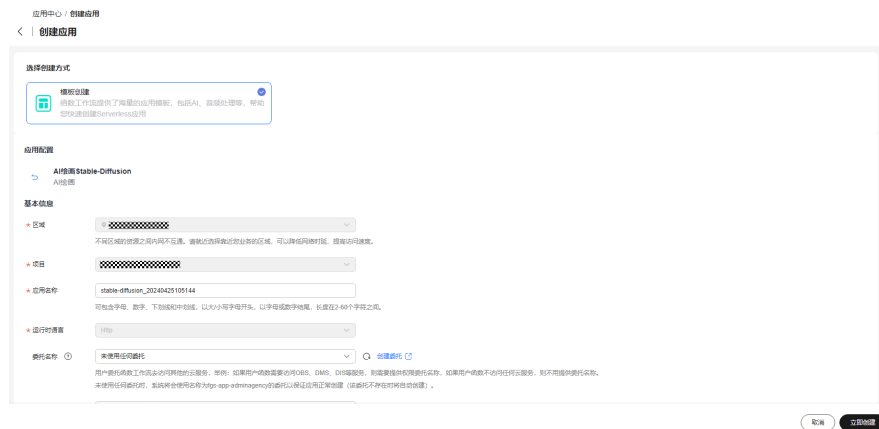 应用中心 / 创建应用
创建应用
选择创建方式
模板创建
函数工作流提供了海量的应用模板，包括AI、音频处理等，帮助
您快速创建Serverless应用
应用配置
AI绘画Stable-Diffusion
AI绘画
基本信息
* 区域
不同区域的资源之间内网不互通。请就近选择靠近您业务的区域，可以降低网络时延，提高访问速度。
* 项目
* 应用名称 stable-diffusion_20240425105144
可包含字母、数字、下划线和中划线，以大/小写字母开头，以字母或数字结尾，长度在2-60个字符之间。
* 运行时语言 Http
委托名称 ? 未使用任何委托 创建委托
用户委托函数工作流去访问其他的云服务，举例：如果用户函数需要访问OBS、DMS、DIS等服务，则需要提供权限委托名称，如果用户函数不访问任何云服务，则不用提供委托名称。
未使用任何委托时，系统将会使用名称为fgs-app-adminagency的委托以保证应用正常创建（该委托不存在时将自动创建）。
取消 立即创建